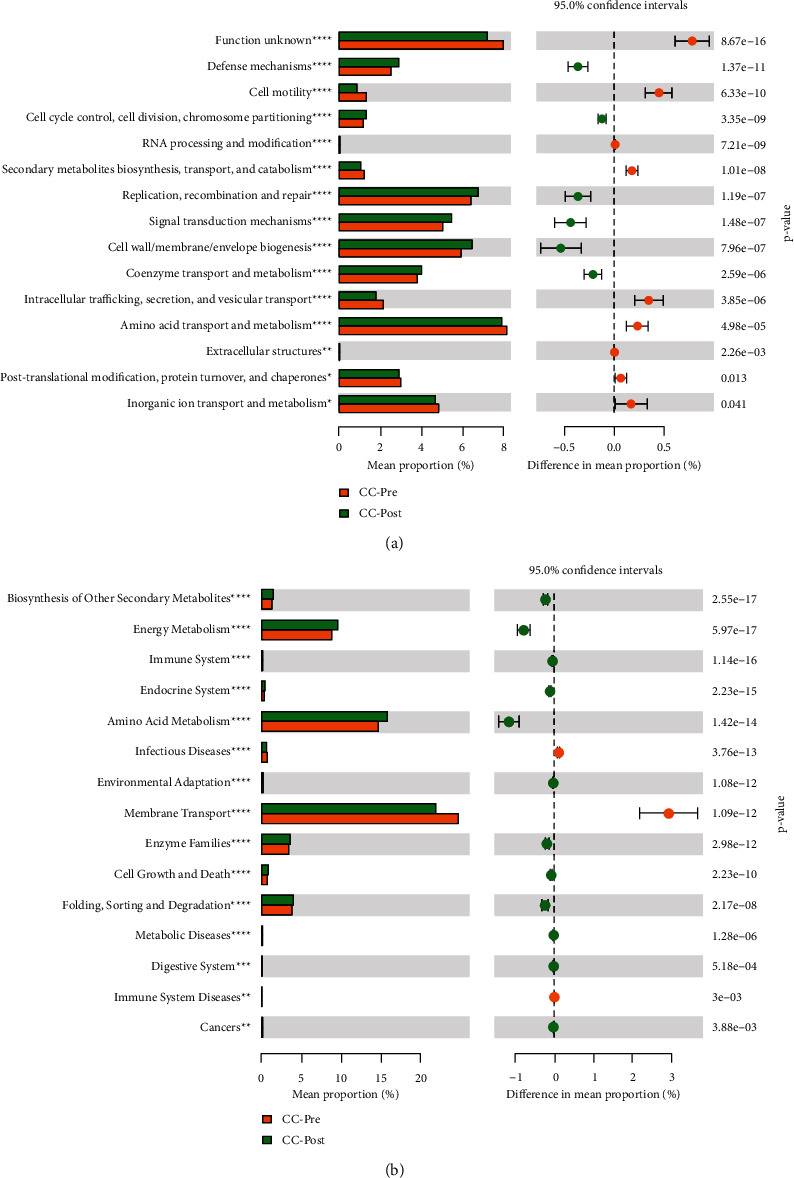 95.0% confidence intervals
Function unknown**** 8.67e−16
Defense mechanisms**** 1.37e−11
Cell motility**** 6.33e−10
Cell cycle control, cell division, chromosome partitioning**** 3.35e−09
RNA processing and modification**** 7.21e−09
Secondary metabolites biosynthesis, transport, and catabolism**** 1.01e−08
Replication, recombination and repair**** 1.19e−07
Signal transduction mechanisms**** 1.48e−07
Cell wall/membrane/envelope biogenesis**** 7.96e−07
Coenzyme transport and metabolism**** 2.59e−06
Intracellular trafficking, secretion, and vesicular transport**** 3.85e−06
Amino acid transport and metabolism**** 4.98e−05
Extracellular structures** 2.26e−03
Post-translational modification, protein turnover, and chaperones* 0.013
Inorganic ion transport and metabolism* 0.041
p-value
0 2 4 6 8 −0.5 0.0 0.5
Mean proportion (%) Difference in mean proportion (%)
CC-Pre
CC-Post
(a)
95.0% confidence intervals
Biosynthesis of Other Secondary Metabolites**** 2.55e−17
Energy Metabolism**** 5.97e−17
Immune System**** 1.14e−16
Endocrine System**** 2.23e−15
Amino Acid Metabolism**** 1.42e−14
Infectious Diseases**** 3.76e−13
Environmental Adaptation**** 1.08e−12
Membrane Transport**** 1.09e−12
Enzyme Families**** 2.98e−12
Cell Growth and Death**** 2.23e−10
Folding, Sorting and Degradation**** 2.17e−08
Metabolic Diseases**** 1.28e−06
Digestive System*** 5.18e−04
Immune System Diseases** 3e−03
Cancers** 3.88e−03
p-value
0 5 10 15 20 −1 0 1 2 3
Mean proportion (%) Difference in mean proportion (%)
CC-Pre
CC-Post
(b)